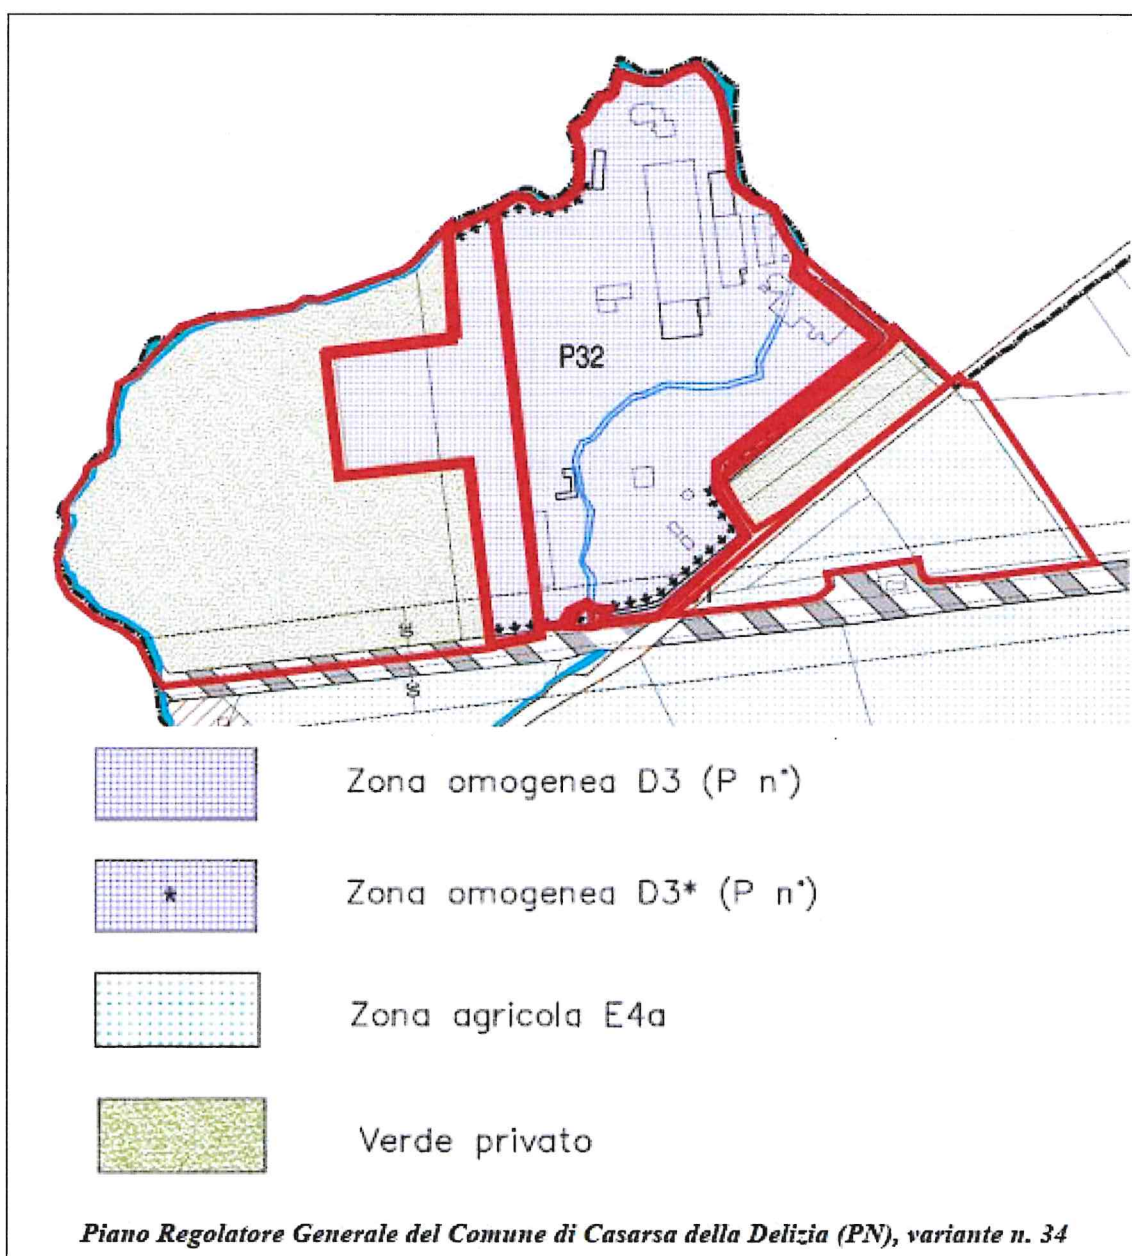 P32
Zona omogenea D3 (P n°)
Zona omogenea D3* (P n°)
Zona agricola E4a
Verde privato
Piano Regolatore Generale del Comune di Casarsa della Delizia (PN), variante n. 34